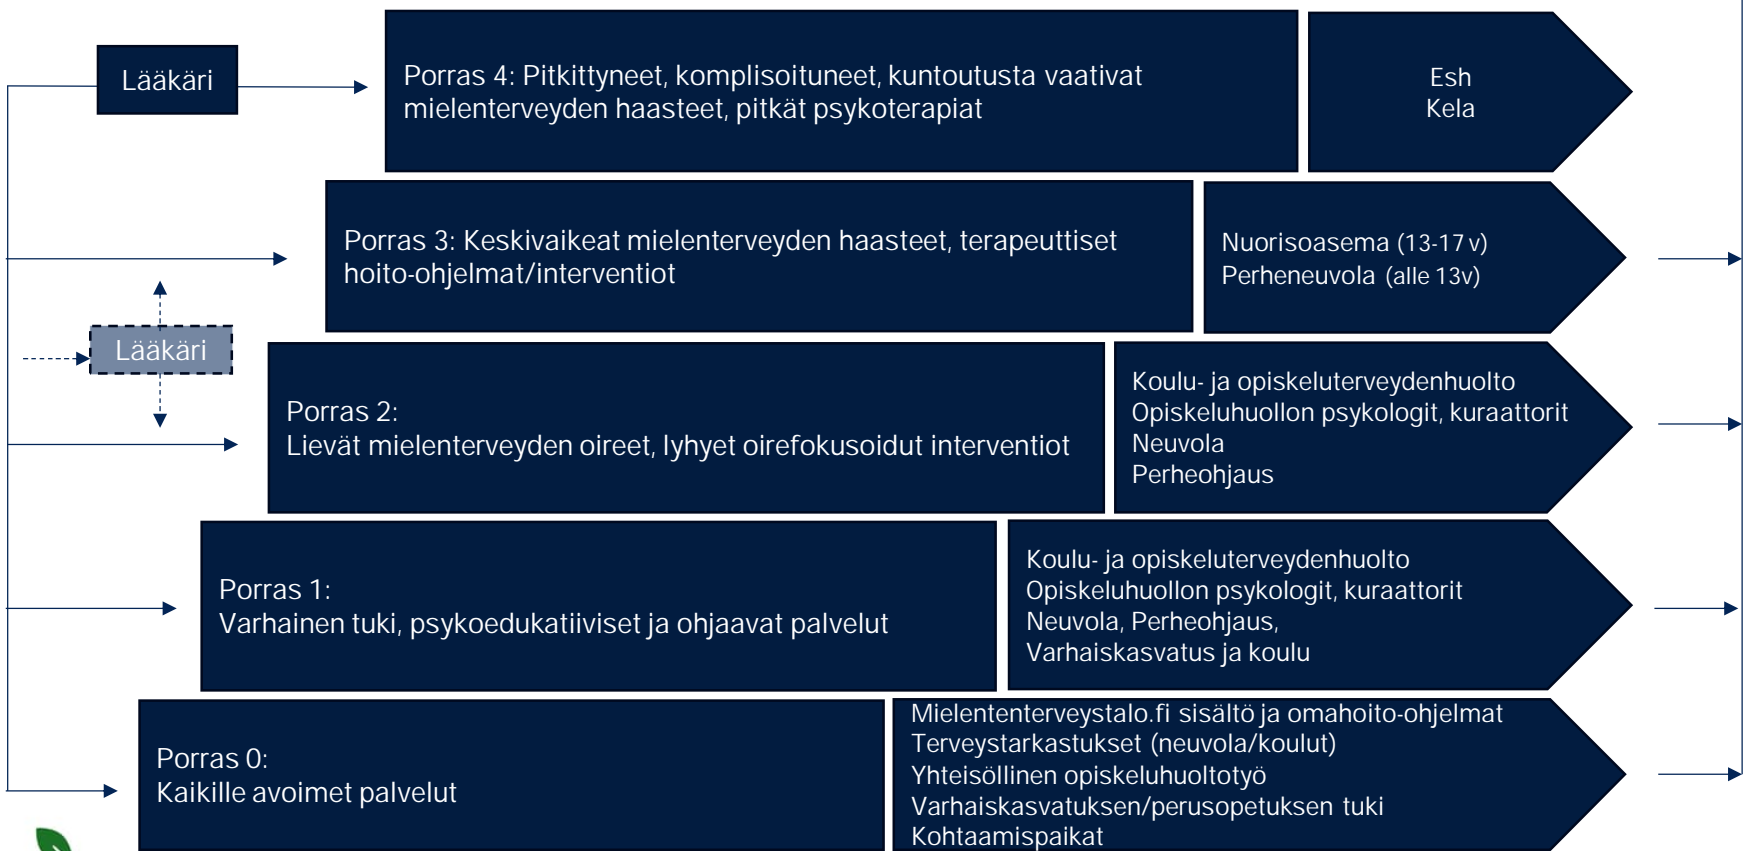 Lääkäri
Porras 4: Pitkittyneet, komplisoituneet, kuntoutusta vaativat
mielenterveyden haasteet, pitkät psykoterapiat
Esh
Kela
Porras 3: Keskivaikeat mielenterveyden haasteet, terapeuttiset
hoito-ohjelmat/interventiot
Nuorisoasema (13-17 v)
Perheneuvola (alle 13v)
Lääkäri
Porras 2:
Lievät mielenterveyden oireet, lyhyet oirefokusoidut interventiot
Koulu- ja opiskeluterveydenhuolto
Opiskeluhuollon psykologit, kuraattorit
Neuvola
Perheohjaus
Porras 1:
Varhainen tuki, psykoedukatiiviset ja ohjaavat palvelut
Koulu- ja opiskeluterveydenhuolto
Opiskeluhuollon psykologit, kuraattorit
Neuvola, Perheohjaus,
Varhaiskasvatus ja koulu
Porras 0:
Kaikille avoimet palvelut
Mielententerveystalo.fi sisältö ja omahoito-ohjelmat
Terveystarkastukset (neuvola/koulut)
Yhteisöllinen opiskeluhuoltotyö
Varhaiskasvatuksen/perusopetuksen tuki
Kohtaamispaikat